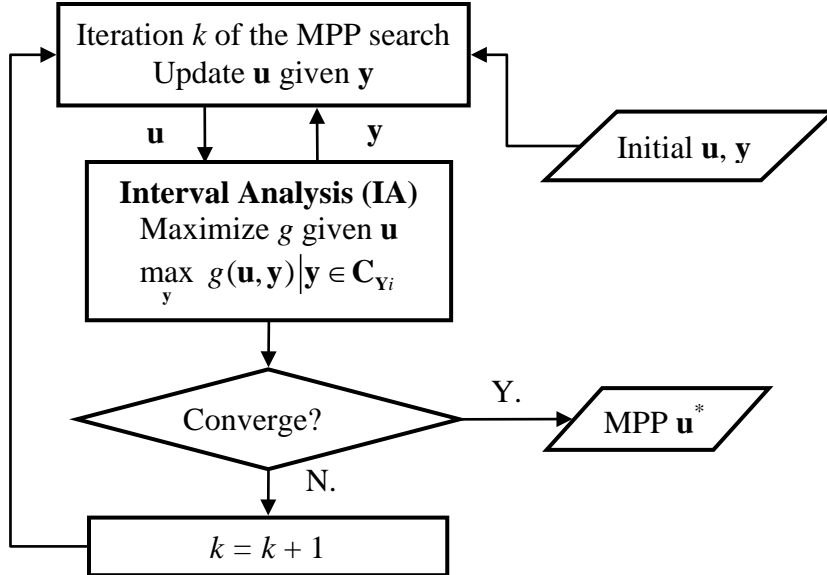 Iteration k of the MPP search
Update u given y
u
y
Initial u, y
Interval Analysis (IA)
Maximize g given u
max g(u, y)|y ∈ C_Yi
y
Converge?
Y.
MPP u*
N.
k = k + 1